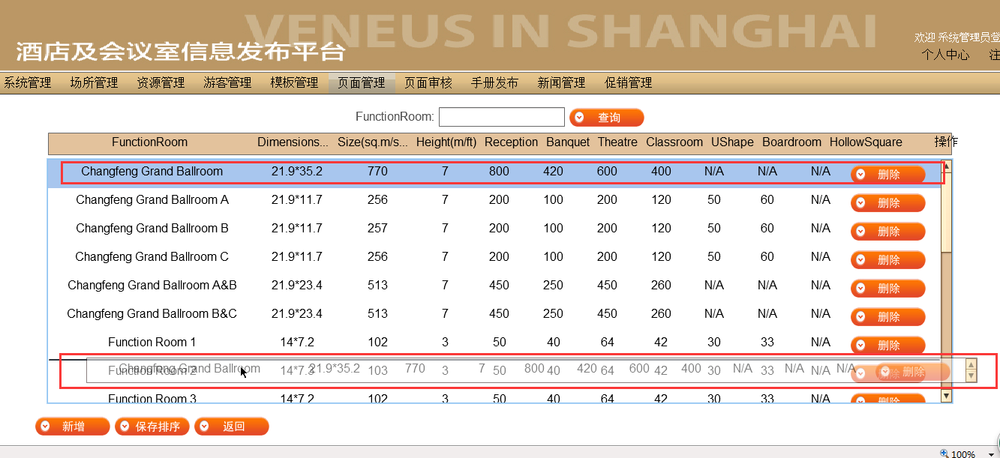 VENEUS IN SHANGHAI
酒店及会议室信息发布平台
欢迎 系统管理员登
个人中心 注
系统管理 场所管理 资源管理 游客管理 模板管理 页面管理 页面审核 手册发布 新闻管理 促销管理
FunctionRoom: 查询
FunctionRoom Dimensions... Size(sq.m/s... Height(m/ft) Reception Banquet Theatre Classroom UShape Boardroom HollowSquare 操作
Changfeng Grand Ballroom 21.9*35.2 770 7 800 420 600 400 N/A N/A N/A 删除
Changfeng Grand Ballroom A 21.9*11.7 256 7 200 100 200 120 50 60 N/A 删除
Changfeng Grand Ballroom B 21.9*11.7 257 7 200 100 200 120 50 60 N/A 删除
Changfeng Grand Ballroom C 21.9*11.7 256 7 200 100 200 120 50 60 N/A 删除
Changfeng Grand Ballroom A&B 21.9*23.4 513 7 450 250 450 260 N/A N/A N/A 删除
Changfeng Grand Ballroom B&C 21.9*23.4 513 7 450 250 450 260 N/A N/A N/A 删除
Function Room 1 14*7.2 102 3 50 40 64 42 30 33 N/A 删除
Changfeng Grand Ballroom 21.9*35.2 770 7 800 420 600 400 N/A N/A N/A 删除
Function Room 2 14*7.3 103 3 50 40 64 42 30 33 N/A 删除
Function Room 3 14*7.2 102 3 50 40 64 42 30 33 N/A 删除
新增 保存排序 返回
100%